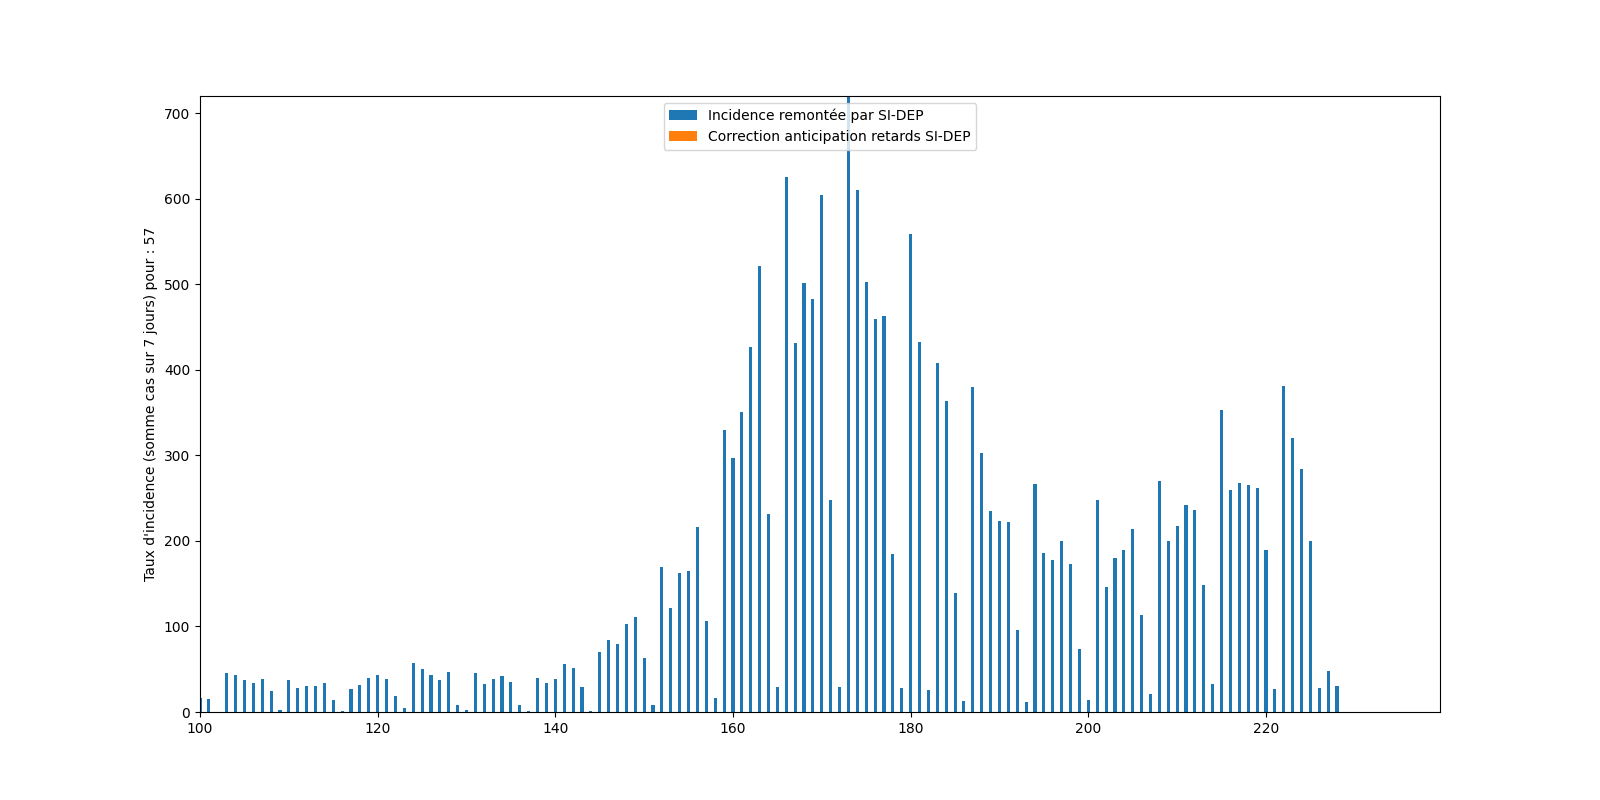 Incidence remontée par SI-DEP
Correction anticipation retards SI-DEP
Taux d'incidence (somme cas sur 7 jours) pour : 57
700
600
500
400
300
200
100
0
100 120 140 160 180 200 220